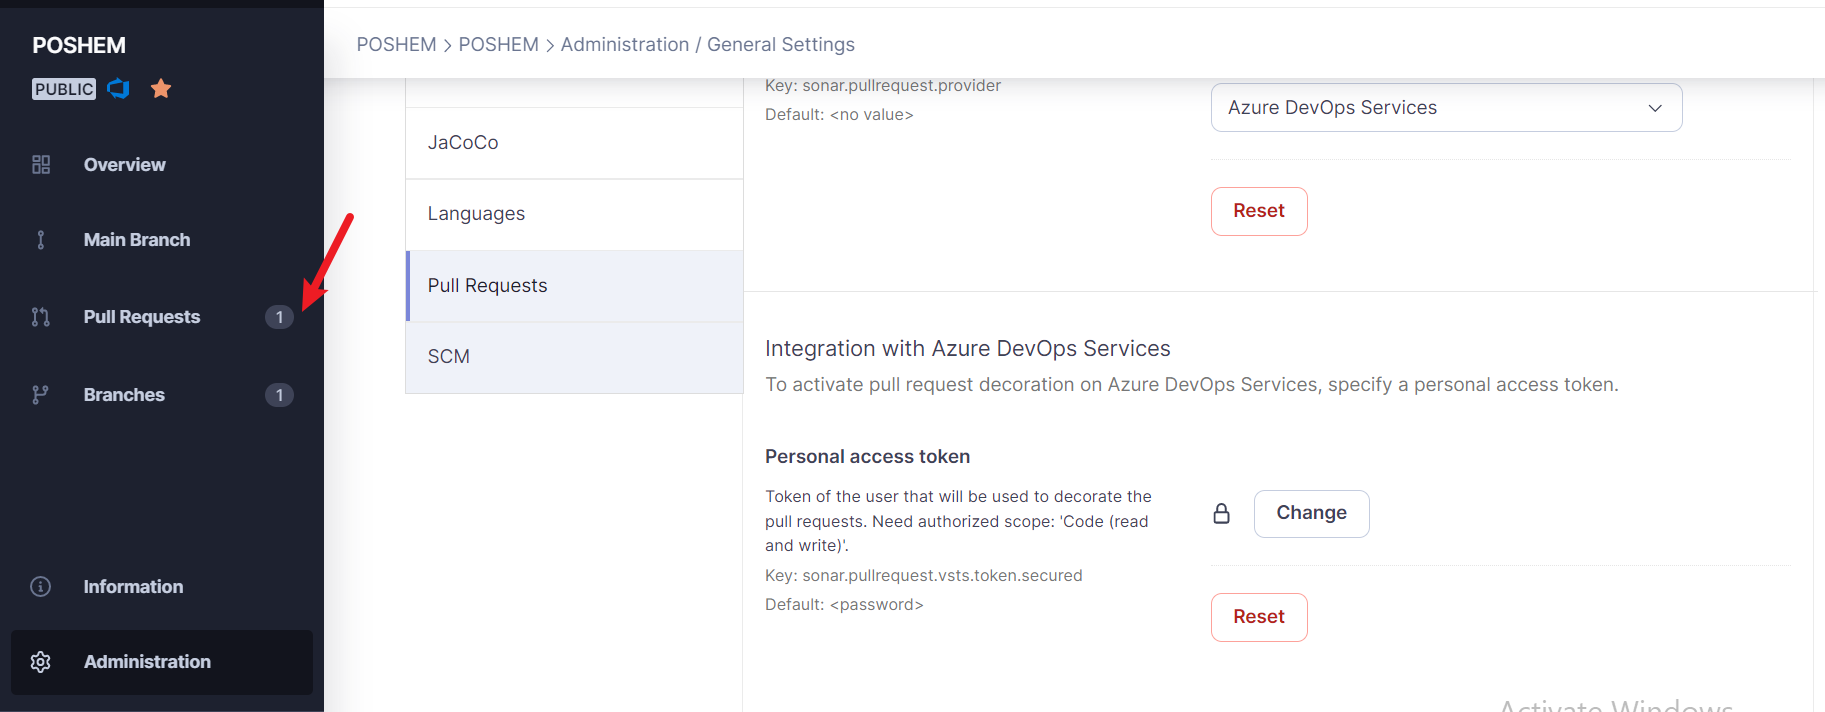 POSHEM
PUBLIC
Overview
Main Branch
Pull Requests 1
Branches 1
Information
Administration
POSHEM > POSHEM > Administration / General Settings
JaCoCo
Languages
Pull Requests
SCM
Key: sonar.pullrequest.provider
Default: <no value>
Azure DevOps Services
Reset
Integration with Azure DevOps Services
To activate pull request decoration on Azure DevOps Services, specify a personal access token.
Personal access token
Token of the user that will be used to decorate the
pull requests. Need authorized scope: 'Code (read
and write)'.
Key: sonar.pullrequest.vsts.token.secured
Default: <password>
Change
Reset
Activate Windows